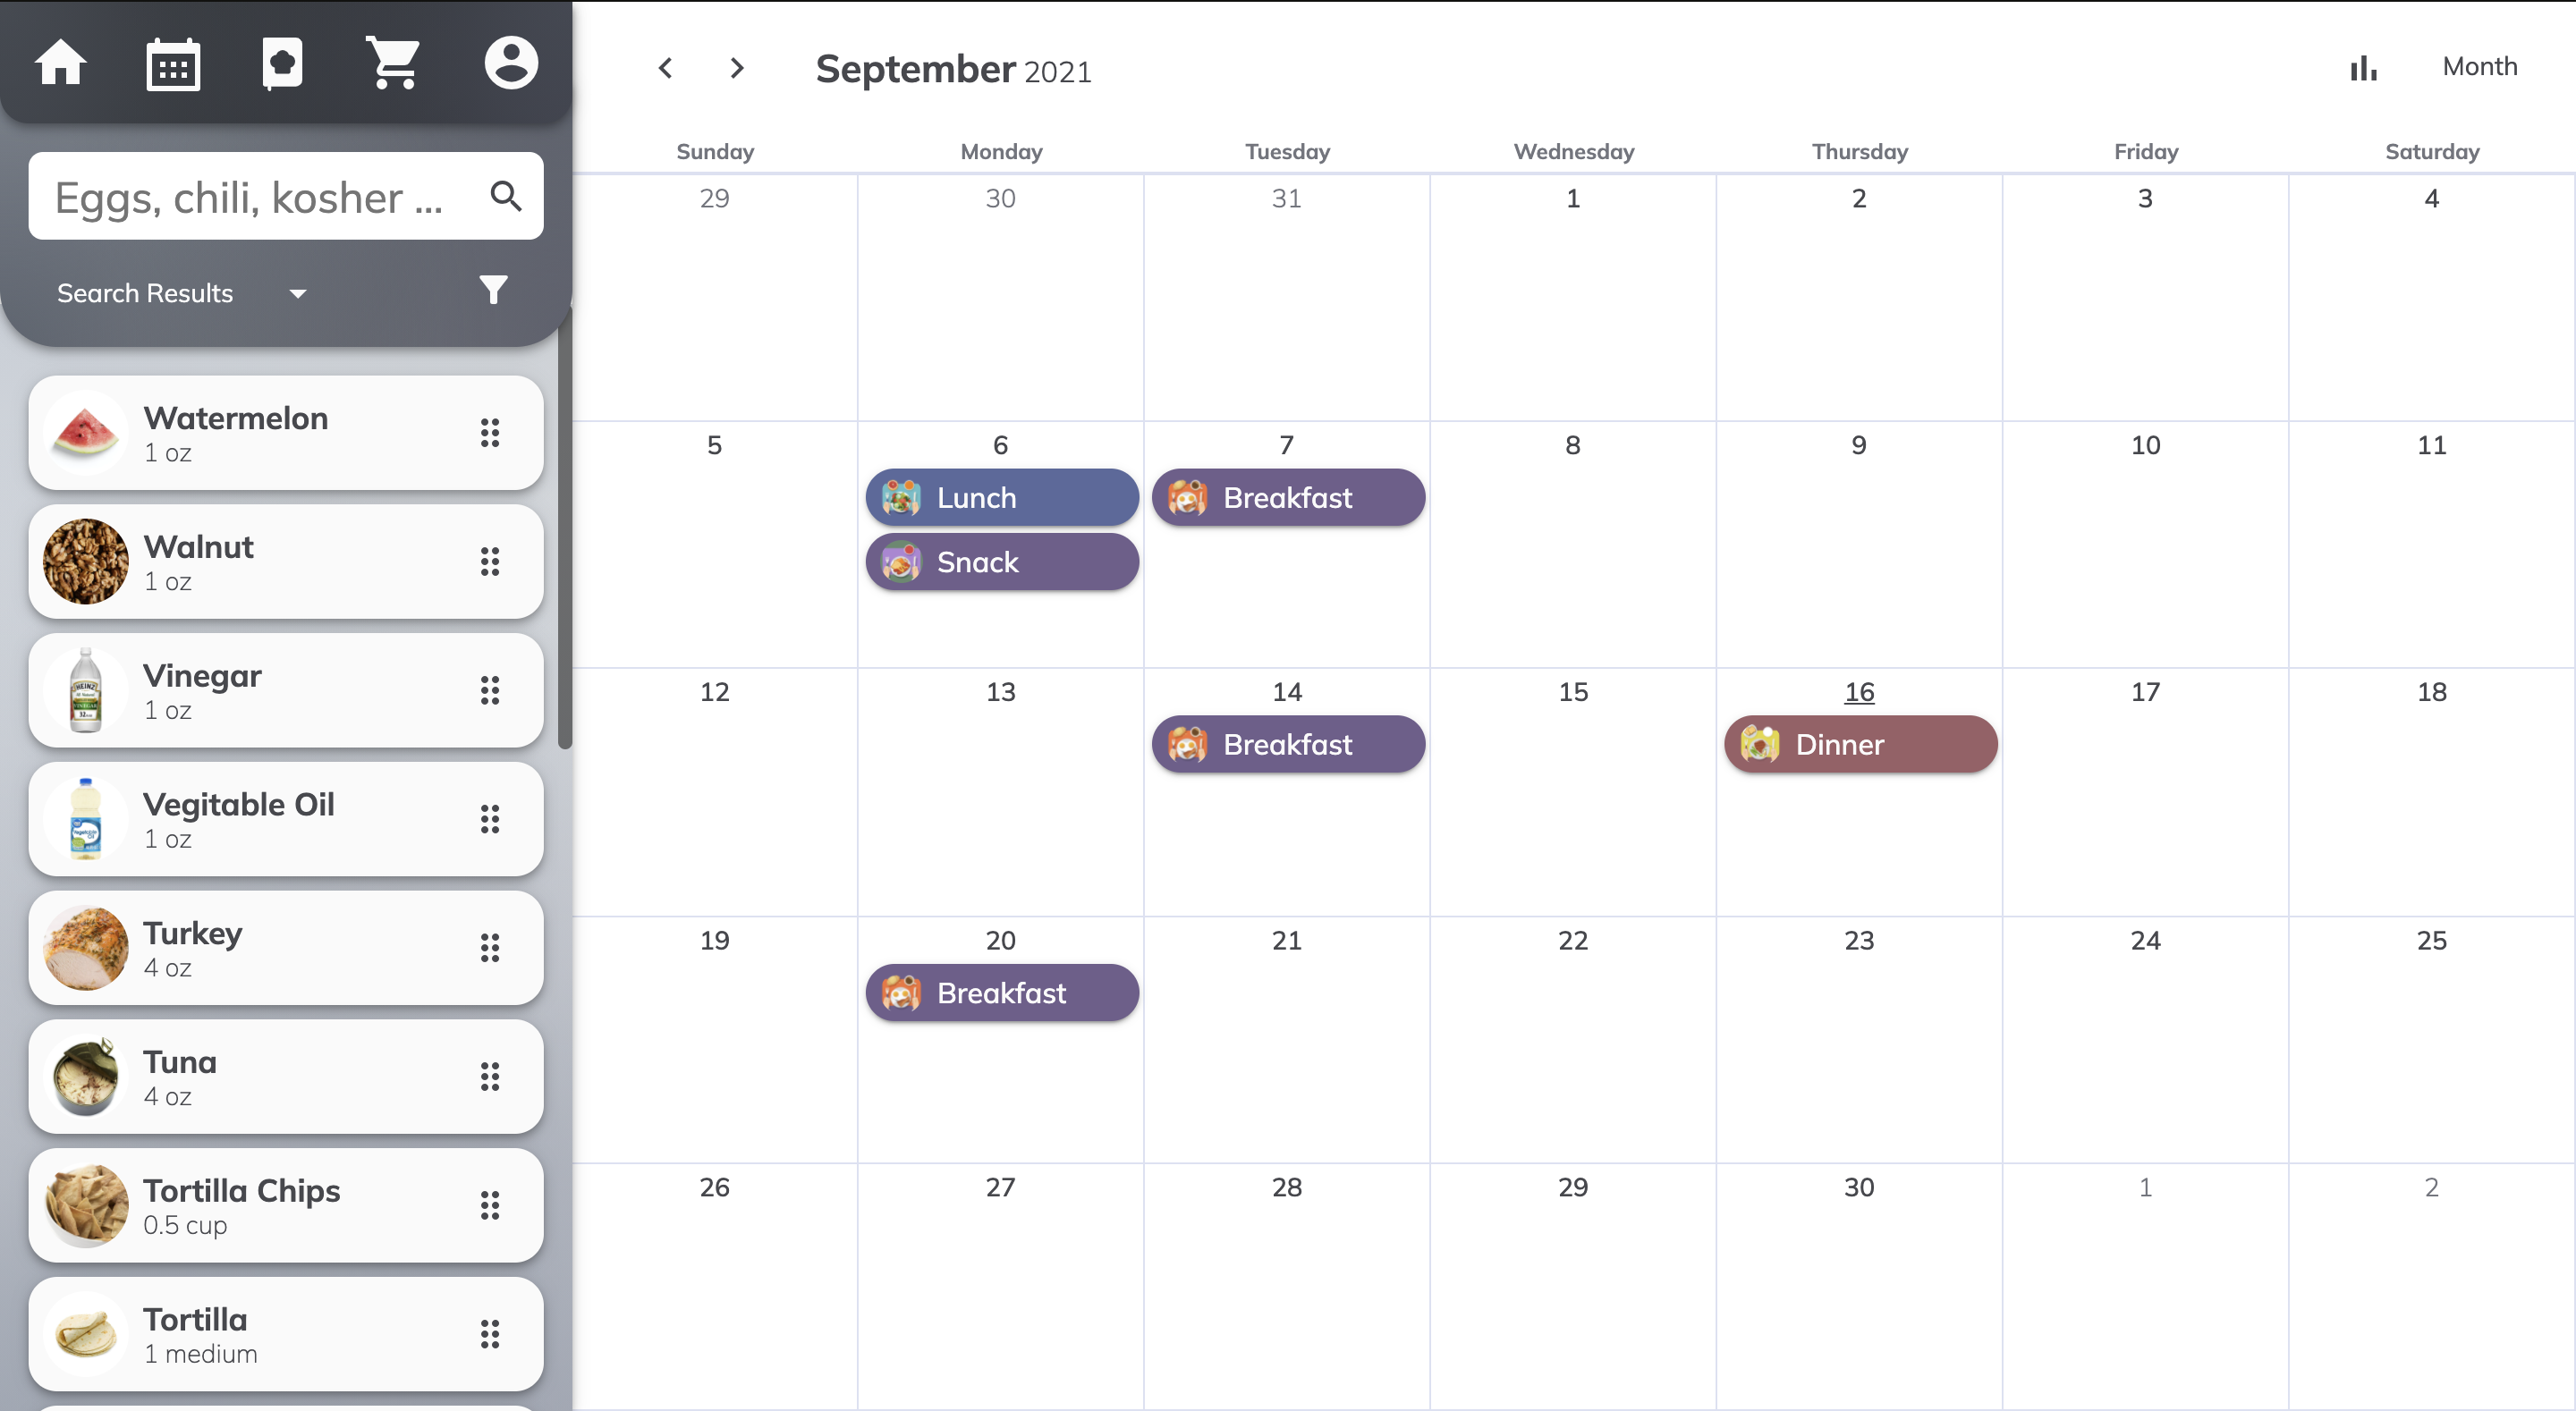 Eggs, chili, kosher ...
Search Results
Watermelon
1 oz
Walnut
1 oz
Vinegar
1 oz
HEINZ
VINEGAR
32
Vegitable Oil
1 oz
Vegetable
Turkey
4 oz
Tuna
4 oz
Tortilla Chips
0.5 cup
Tortilla
1 medium
September 2021
Month
Sunday Monday Tuesday Wednesday Thursday Friday Saturday
29 30 31 1 2 3 4
5 6 7 8 9 10 11
Lunch Breakfast
Snack
12 13 14 15 16 17 18
Breakfast Dinner
19 20 21 22 23 24 25
Breakfast
26 27 28 29 30 1 2